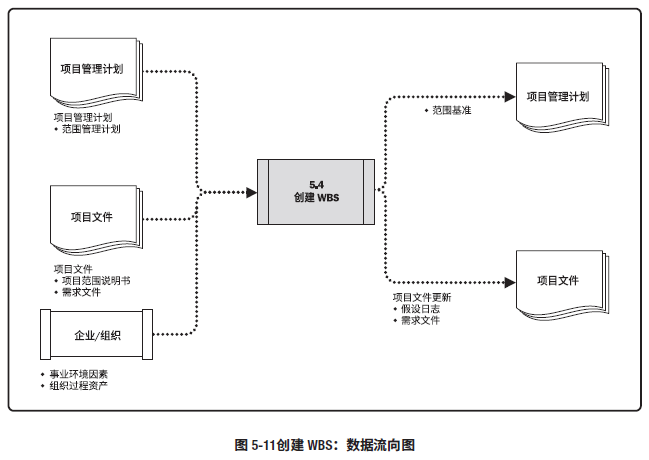 项目管理计划
项目管理计划
• 范围管理计划
项目文件
项目文件
• 项目范围说明书
• 需求文件
企业/组织
• 事业环境因素
• 组织过程资产
5.4
创建 WBS
• 范围基准
项目管理计划
项目文件更新
• 假设日志
• 需求文件
项目文件
图 5-11创建 WBS：数据流向图